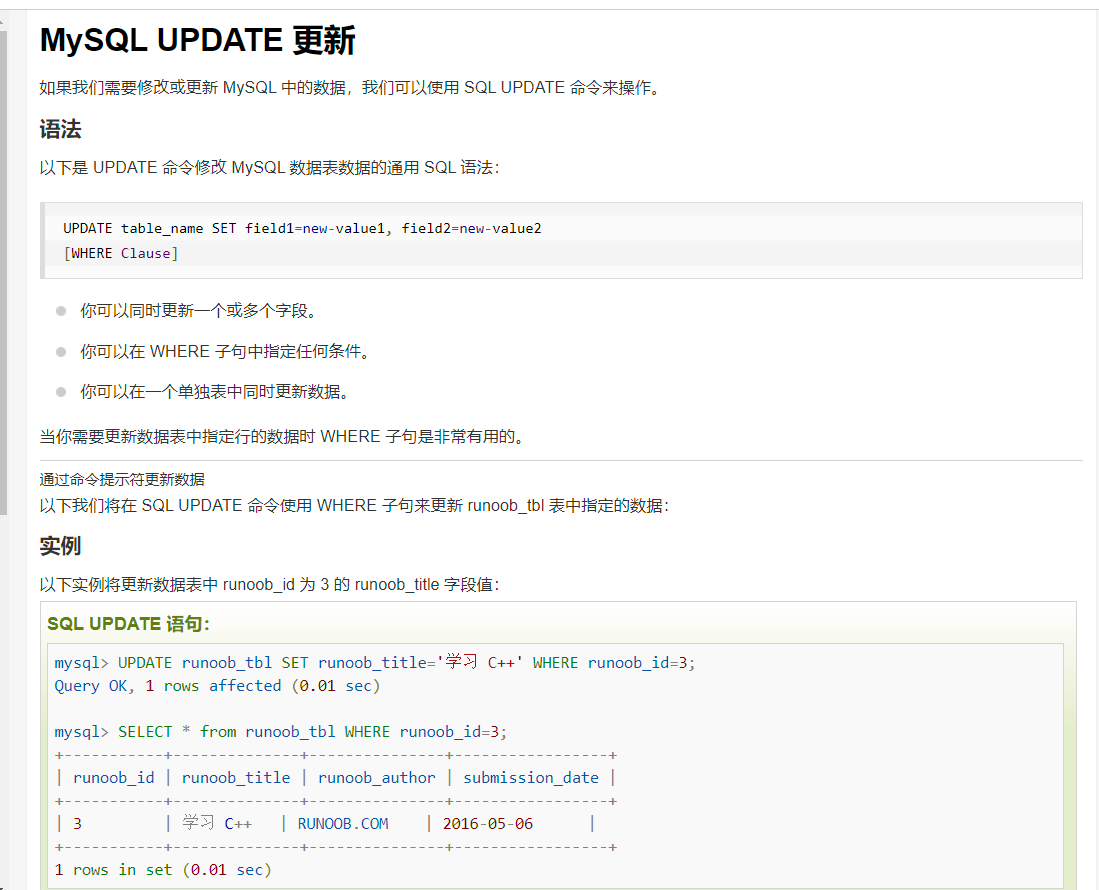 MySQL UPDATE 更新
如果我们需要修改或更新 MySQL 中的数据，我们可以使用 SQL UPDATE 命令来操作。
语法
以下是 UPDATE 命令修改 MySQL 数据表数据的通用 SQL 语法：
UPDATE table_name SET field1=new-value1, field2=new-value2
[WHERE Clause]
你可以同时更新一个或多个字段。
你可以在 WHERE 子句中指定任何条件。
你可以在一个单独表中同时更新数据。
当你需要更新数据表中指定行的数据时 WHERE 子句是非常有用的。
通过命令提示符更新数据
以下我们将在 SQL UPDATE 命令使用 WHERE 子句来更新 runoob_tbl 表中指定的数据：
实例
以下实例将更新数据表中 runoob_id 为 3 的 runoob_title 字段值：
SQL UPDATE 语句：
mysql> UPDATE runoob_tbl SET runoob_title='学习 C++' WHERE runoob_id=3;
Query OK, 1 rows affected (0.01 sec)
mysql> SELECT * from runoob_tbl WHERE runoob_id=3;
+-----------+--------------+---------------+-----------------+
| runoob_id | runoob_title | runoob_author | submission_date |
+-----------+--------------+---------------+-----------------+
| 3         | 学习 C++   | RUNOOB.COM    | 2016-05-06      |
+-----------+--------------+---------------+-----------------+
1 rows in set (0.01 sec)